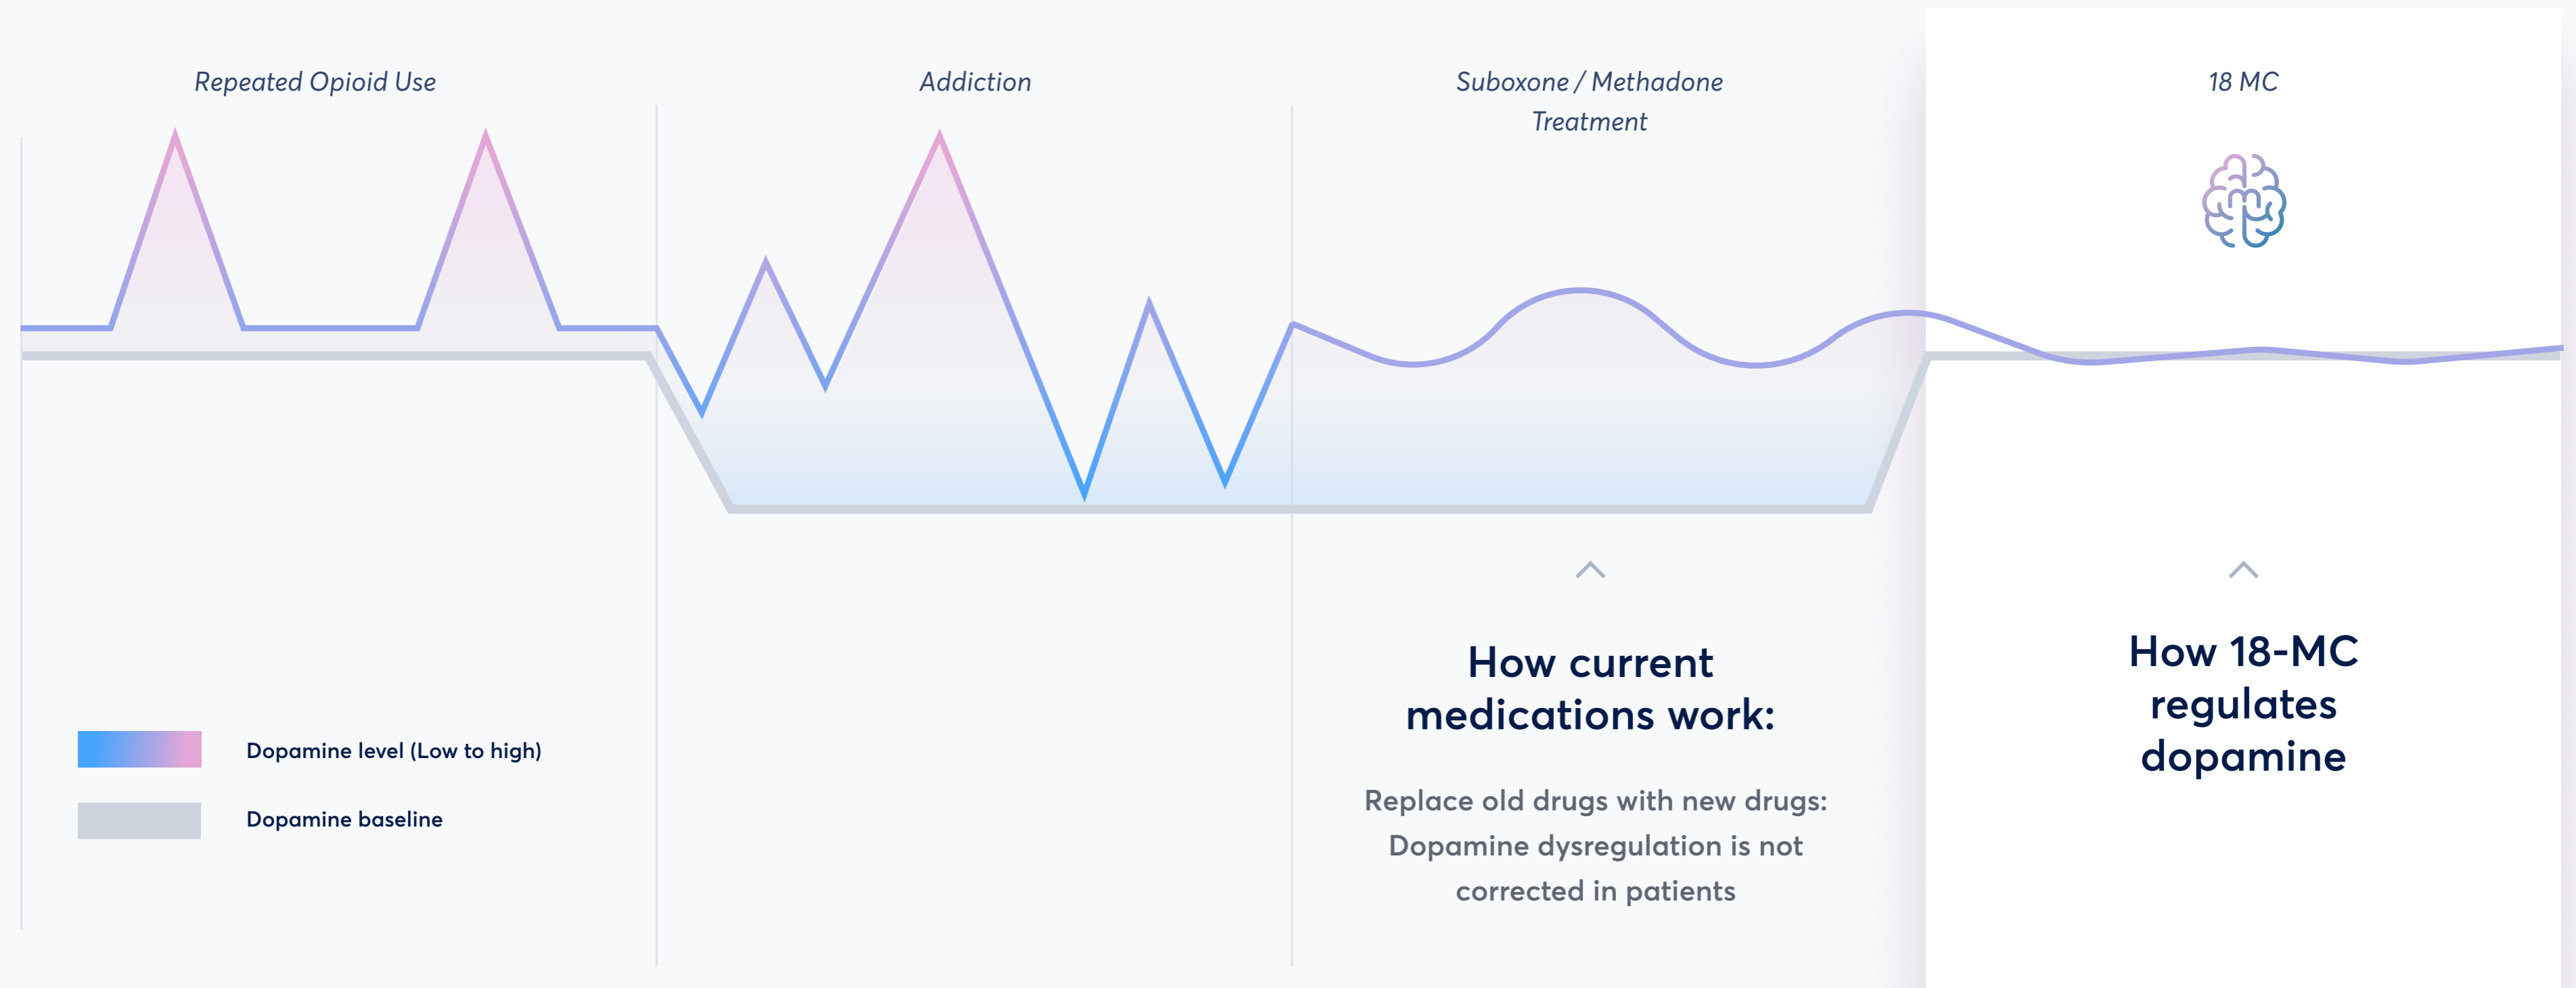 Repeated Opioid Use
Addiction
Suboxone / Methadone
Treatment
18 MC
How current
medications work:
Replace old drugs with new drugs:
Dopamine dysregulation is not
corrected in patients
How 18-MC
regulates
dopamine
Dopamine level (Low to high)
Dopamine baseline